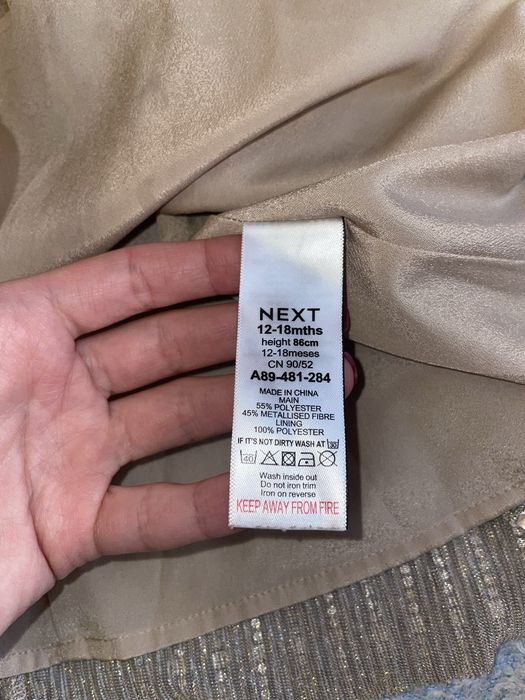 NEXT
12-18mths
height 86cm
12-18meses
CN 90/52
A89-481-284
MADE IN CHINA
MAIN
55% POLYESTER
45% METALLISED FIBRE
LINING
100% POLYESTER
IF IT'S NOT DIRTY WASH AT 30
40
Wash inside out
Do not iron trim
Iron on reverse
KEEP AWAY FROM FIRE